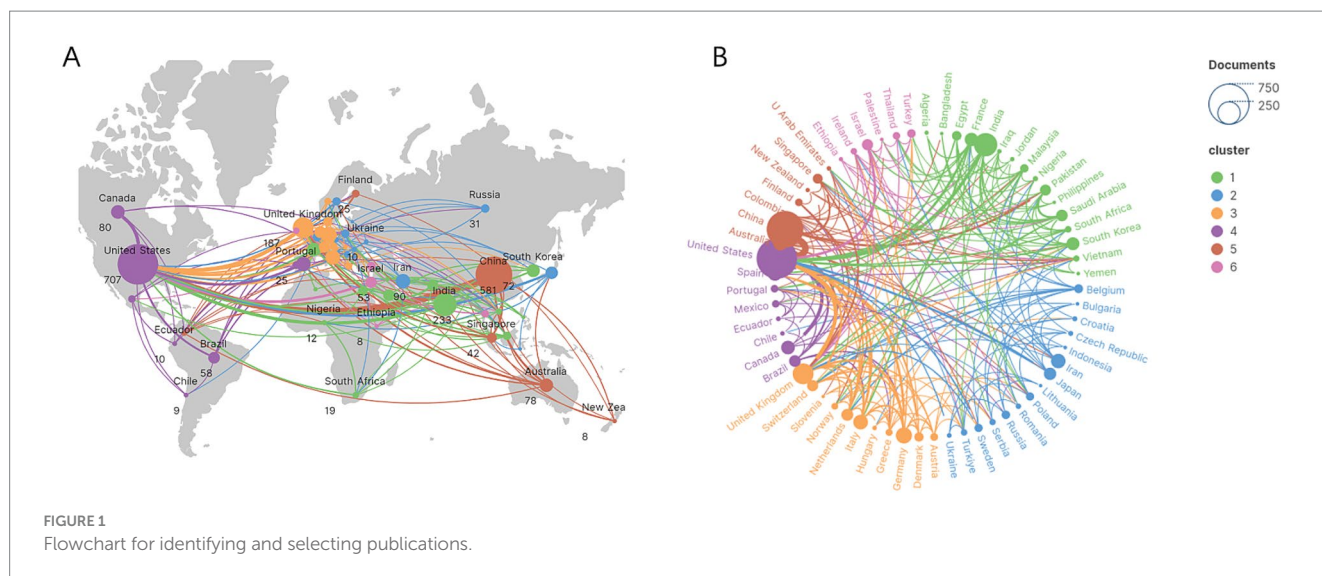 A
Finland
Canada
Russia
United Kingdom
25
80
187
Ukraine
31
United States
Portugal
10
South Korea
Israel
Iran
China
707
25
53
90
India
581
72
Nigeria
Ethiopia
233
Ecuador
Singapore
12
8
42
Brazil
10
58
South Africa
Australia
Chile
9
19
78
New Zea
8
B
U Arab Emirates
Singapore
New Zealand
Finland
Colombia
China
Australia
United States
Spain
Portugal
Mexico
Ecuador
Chile
Canada
Brazil
United Kingdom
Switzerland
Slovenia
Norway
Netherlands
Italy
Hungary
Greece
Germany
Denmark
Austria
Ukraine
Turkiye
Sweden
Serbia
Russia
Romania
Poland
Lithuania
Japan
Iran
Indonesia
Czech Republic
Croatia
Bulgaria
Belgium
Yemen
Vietnam
South Korea
South Africa
Saudi Arabia
Philippines
Pakistan
Nigeria
Malaysia
Jordan
Iraq
India
France
Egypt
Bangladesh
Algeria
Turkey
Thailand
Palestine
Israel
Ireland
Ethiopia
Documents
750
250
cluster
1
2
3
4
5
6
FIGURE 1
Flowchart for identifying and selecting publications.